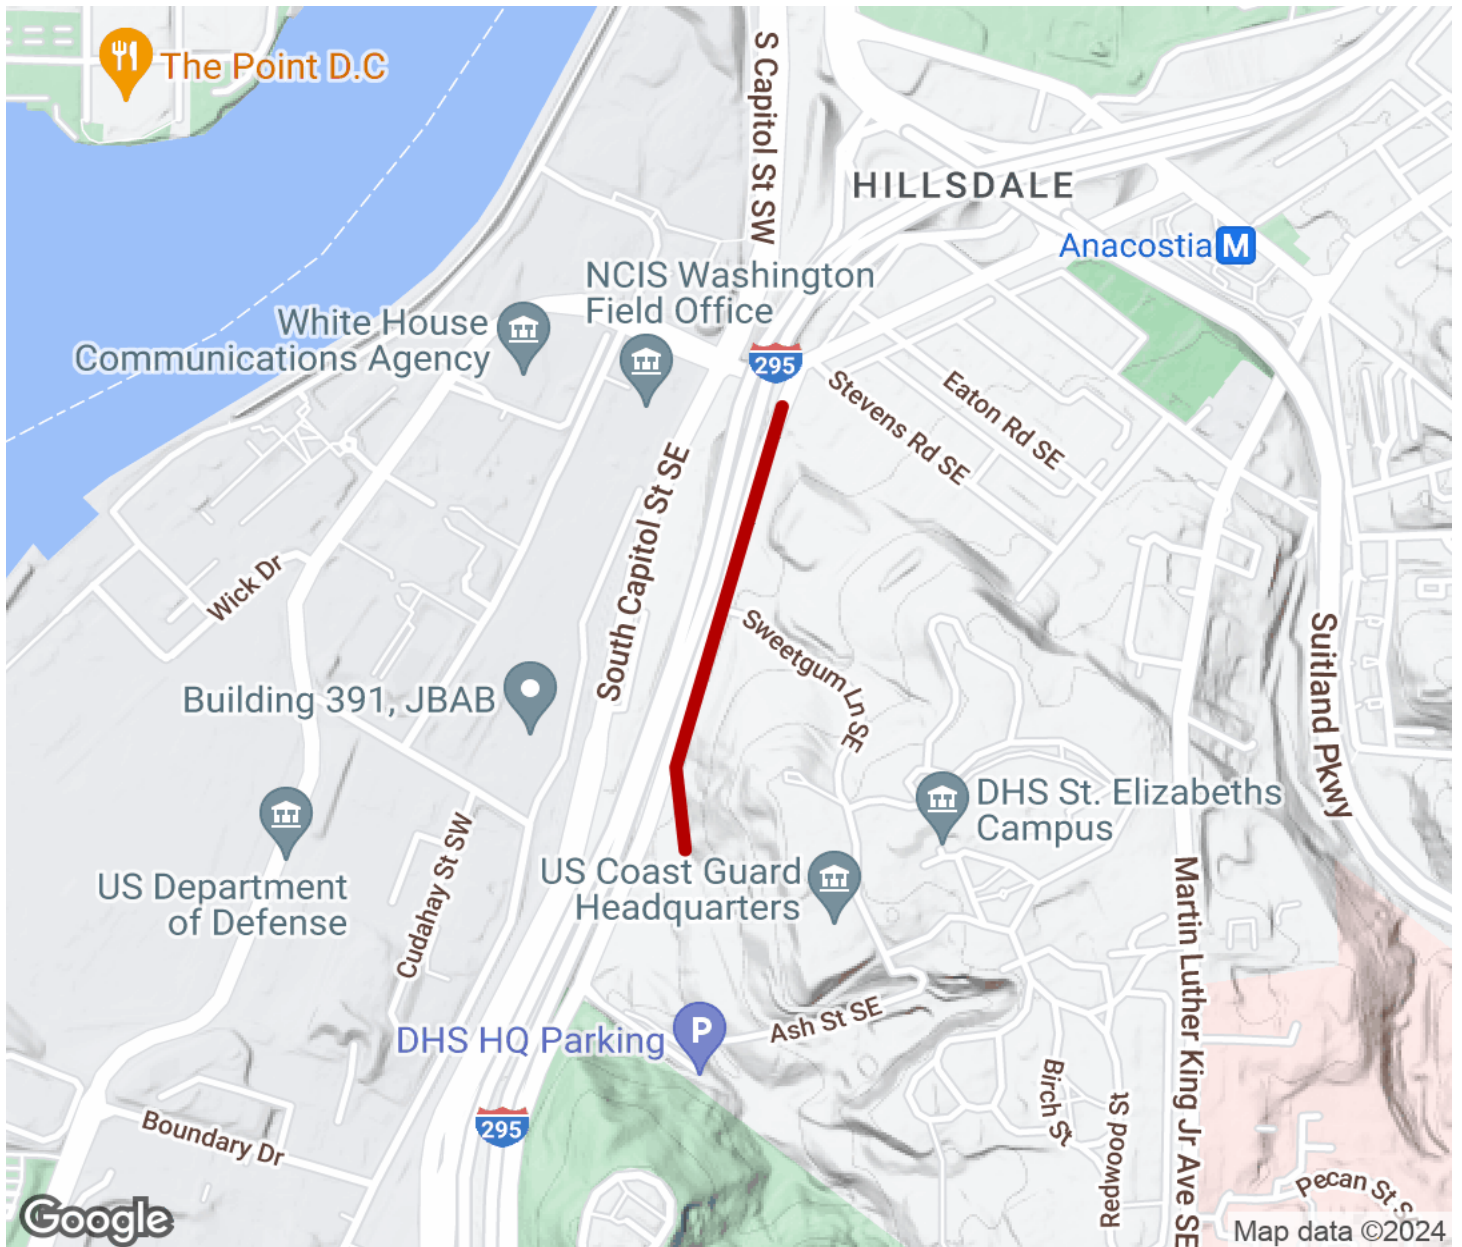 The Point D.C
S Capitol St SW
HILLSDALE
Anacostia M
NCIS Washington
Field Office
White House
Communications Agency
295
Stevens Rd SE
Eaton Rd SE
South Capitol St SE
Wick Dr
Sweetgum Ln SE
Suitland Pkwy
Building 391, JBAB
DHS St. Elizabeths
Campus
US Department
of Defense
Cudahay St SW
US Coast Guard
Headquarters
Martin Luther King Jr Ave SE
DHS HQ Parking
P
Ash St SE
Birch St
Redwood St
295
Boundary Dr
Pecan St S
Google
Map data ©2024